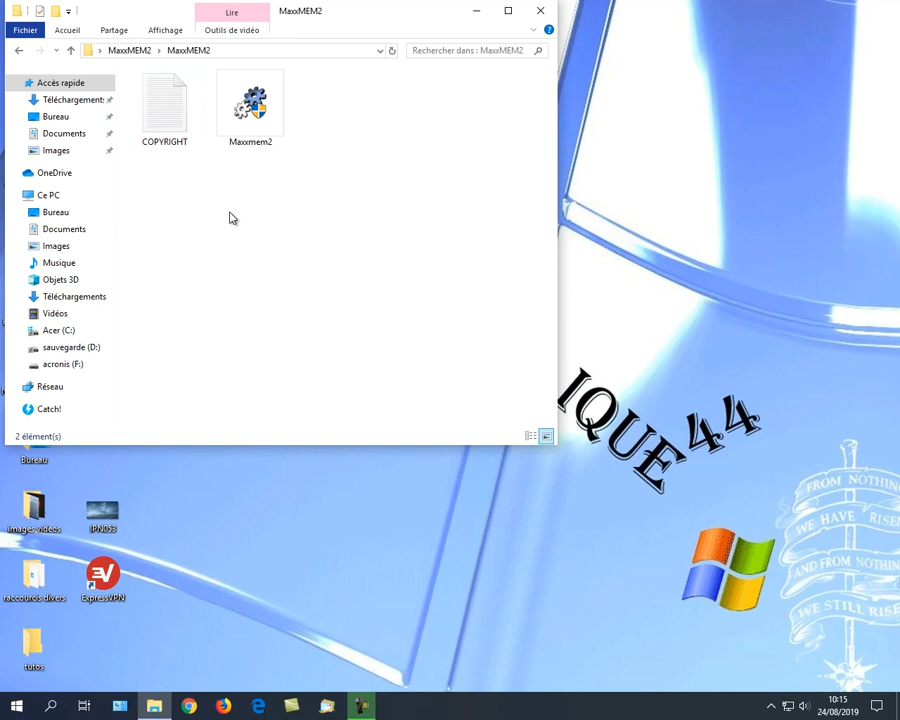 Lire
MaxxMEM2
Fichier
Accueil
Partage
Affichage
Outils de vidéo
MaxxMEM2 > MaxxMEM2
Rechercher dans : MaxxMEM2
Accès rapide
Téléchargement:
Bureau
Documents
Images
OneDrive
Ce PC
Bureau
Documents
Images
Musique
Objets 3D
Téléchargements
Vidéos
Acer (C:)
sauvegarde (D:)
acronis (F:)
Réseau
Catch!
COPYRIGHT
Maxxmem2
2 élément(s)
IQUE 44
Bureau
images videos
IPN053
raccourcis divers
ExpressVPN
tutos
FROM NOTHING
WE HAVE RISE
AND FROM NOTHIN
WE STILL RISE
10:15
24/08/2019